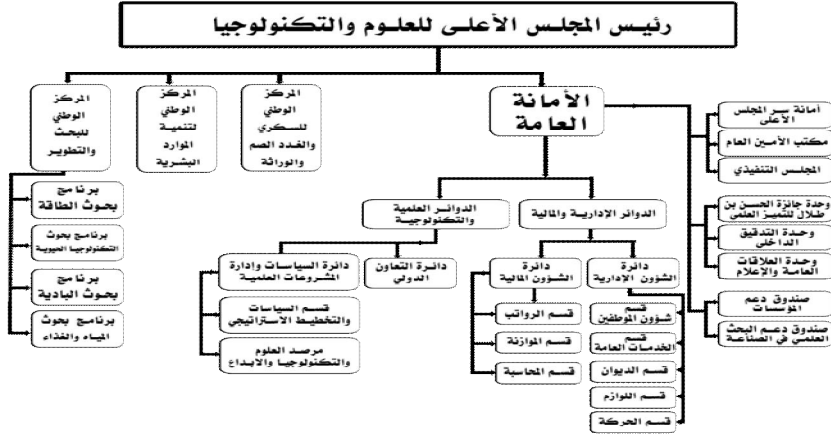 رئيس المجلس الأعلى للعلوم والتكنولوجيا
الأمانة
العامة
المركز
الوطني
للسكري
والغدد الصم
والوراثة
المركز
الوطني
لتنمية
الموارد
البشرية
المركز
الوطني
للبحث
والتطوير
أمانة سر المجلس
الأعلى
مكتب الأمين العام
المجلس التنفيذي
وحدة جائزة الحسن بن
طلال للتميز العلمي
وحدة التدقيق
الداخلي
وحدة العلاقات
العامة والإعلام
صندوق دعم
المؤسسات
صندوق دعم البحث
العلمي في الصناعة
الدوائر الإدارية والمالية
الدوائر العلمية
والتكنولوجية
دائرة
الشؤون الإدارية
دائرة
الشؤون المالية
دائرة التعاون
الدولي
دائرة السياسات وإدارة
المشروعات العلمية
قسم
شؤون الموظفين
قسم
الخدمات العامة
قسم الديوان
قسم اللوازم
قسم الحركة
قسم الرواتب
قسم الموازنة
قسم المحاسبة
قسم السياسات
والتخطيط الاستراتيجي
مرصد العلوم
والتكنولوجيا والابداع
برنامج
بحوث الطاقة
برنامج بحوث
التكنولوجيا الحيوية
برنامج
بحوث البادية
برنامج بحوث
المياه والغذاء